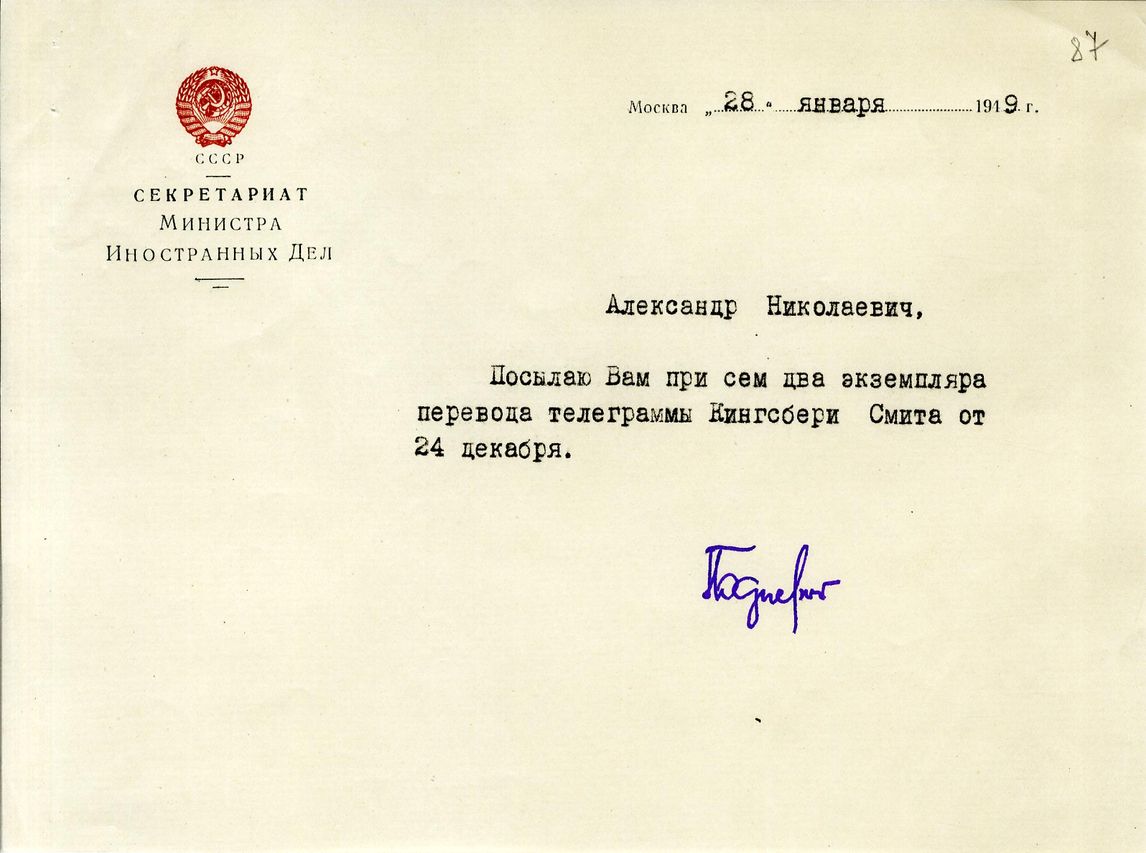 87
СССР
СЕКРЕТАРИАТ
МИНИСТРА
ИНОСТРАННЫХ ДЕЛ
Москва „28" января 1949 г.
Александр Николаевич,
Посылаю Вам при сем два экземпляра
перевода телеграммы Кингсбери Смита от
24 декабря.